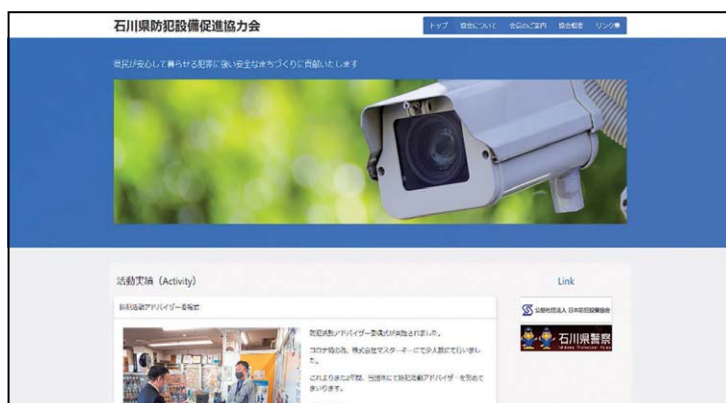 石川県防犯設備促進協力会
トップ 協会について 会員のご案内 協会概要 リンク集
県民が安心して暮らせる犯罪に強い安全なまちづくりに貢献いたします
活動実績（Activity）
Link
防犯活動アドバイザー委嘱式
防犯活動アドバイザー委嘱式が実施されました。
公益社団法人 日本防犯設備協会
コロナ禍の為、株式会社マスターキーにて少人数にて行いまし
た。
石川県警察
Ishikawa Prefectural Police
これよりまた2年間、当団体にて防犯活動アドバイザーを努めて
まいります。